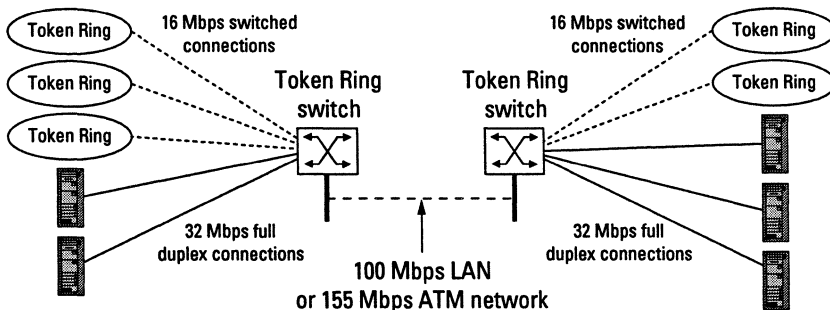 Token Ring
16 Mbps switched
connections
Token Ring
Token Ring
Token Ring
switch
32 Mbps full
duplex connections
16 Mbps switched
connections
Token Ring
Token Ring
Token Ring
switch
32 Mbps full
duplex connections
100 Mbps LAN
or 155 Mbps ATM network